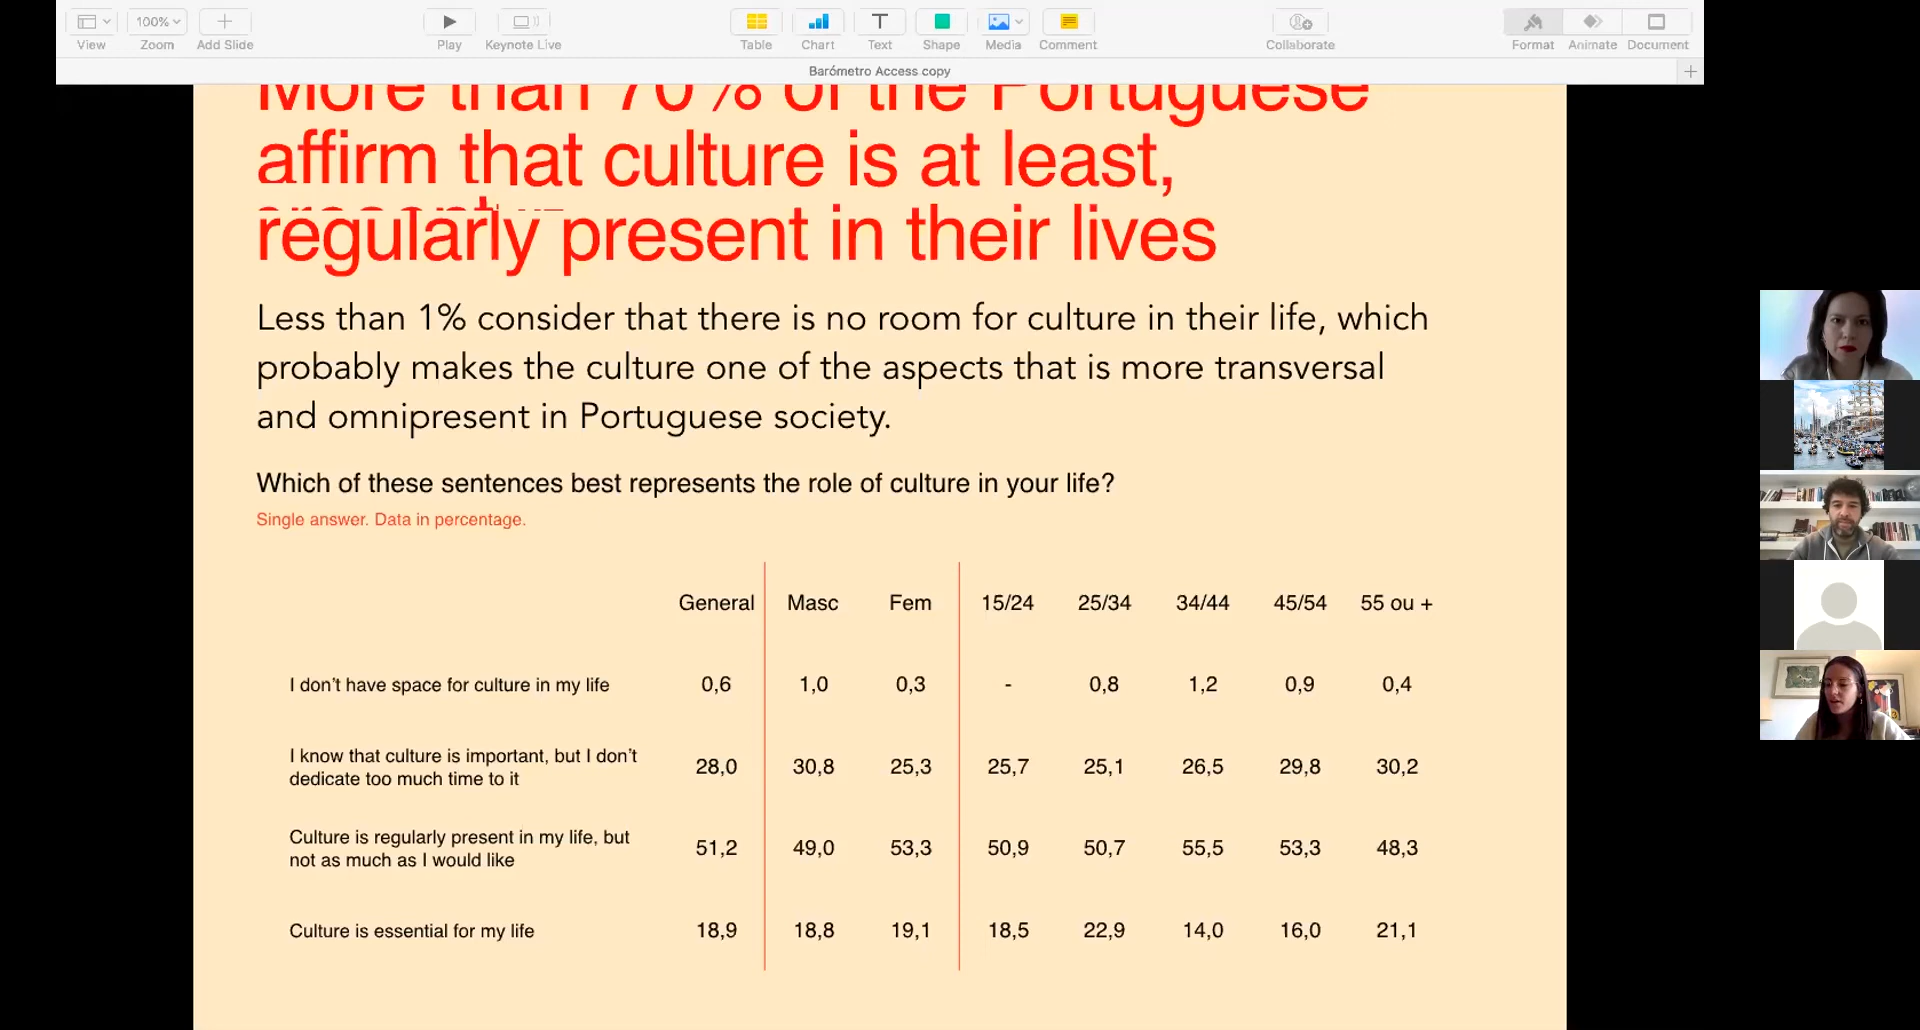 View
100%
Zoom
Add Slide
Play
Keynote Live
Table
Chart
Text
Shape
Media
Comment
Collaborate
Format
Animate
Document
Barómetro Access copy
More than 70% of the Portuguese
affirm that culture is at least,
regularly present in their lives
Less than 1% consider that there is no room for culture in their life, which
probably makes the culture one of the aspects that is more transversal
and omnipresent in Portuguese society.
Which of these sentences best represents the role of culture in your life?
Single answer. Data in percentage.
General Masc Fem 15/24 25/34 34/44 45/54 55 ou +
I don't have space for culture in my life 0,6 1,0 0,3 - 0,8 1,2 0,9 0,4
I know that culture is important, but I don't
dedicate too much time to it 28,0 30,8 25,3 25,7 25,1 26,5 29,8 30,2
Culture is regularly present in my life, but
not as much as I would like 51,2 49,0 53,3 50,9 50,7 55,5 53,3 48,3
Culture is essential for my life 18,9 18,8 19,1 18,5 22,9 14,0 16,0 21,1